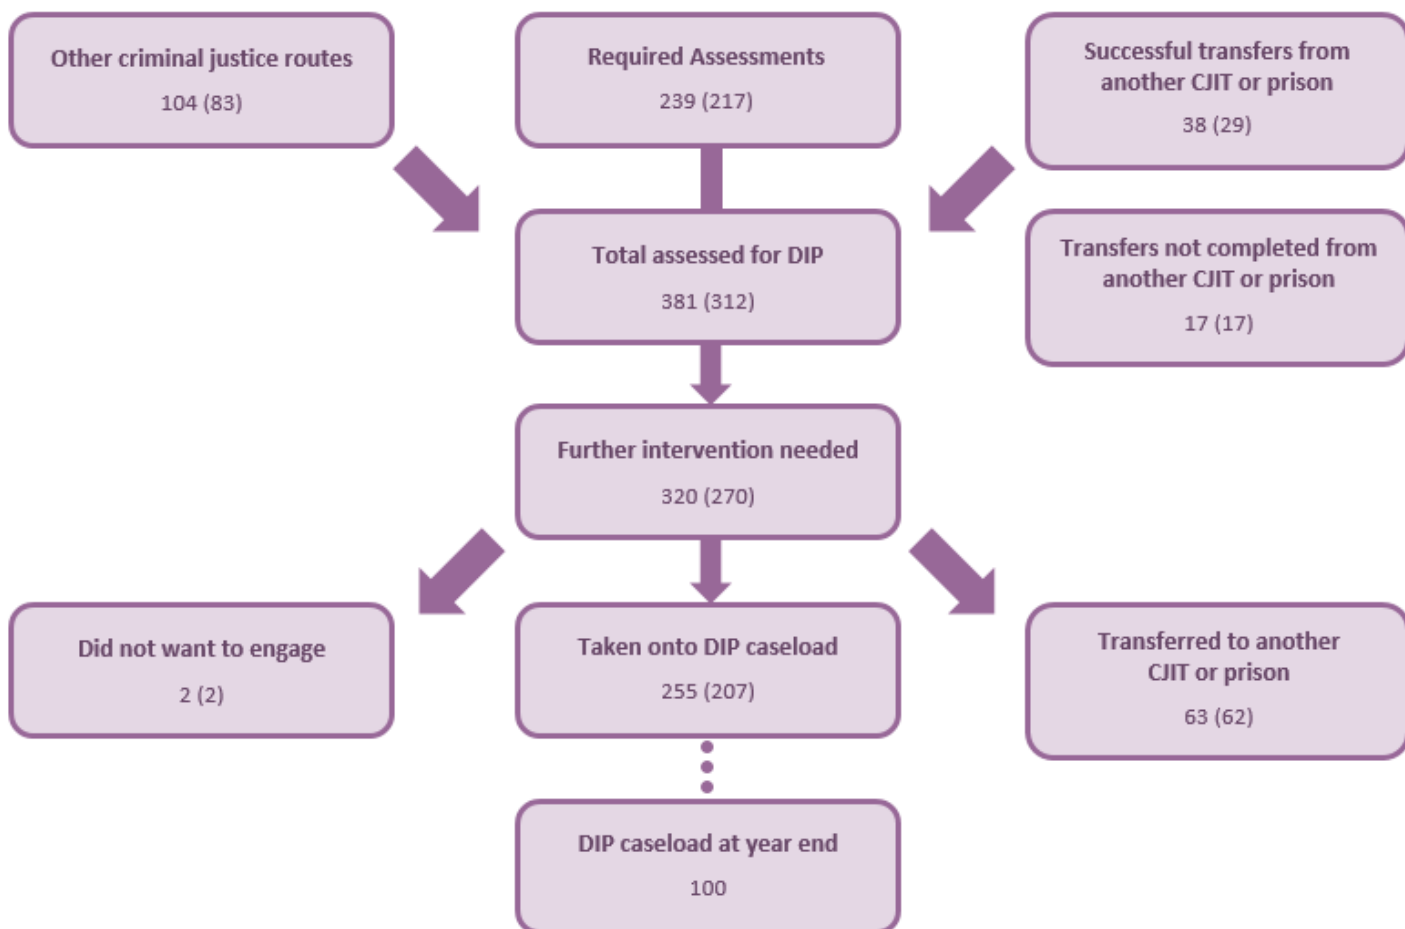 Other criminal justice routes
104 (83)
Required Assessments
239 (217)
Successful transfers from
another CJIT or prison
38 (29)
Total assessed for DIP
381 (312)
Transfers not completed from
another CJIT or prison
17 (17)
Further intervention needed
320 (270)
Did not want to engage
2 (2)
Taken onto DIP caseload
255 (207)
Transferred to another
CJIT or prison
63 (62)
DIP caseload at year end
100